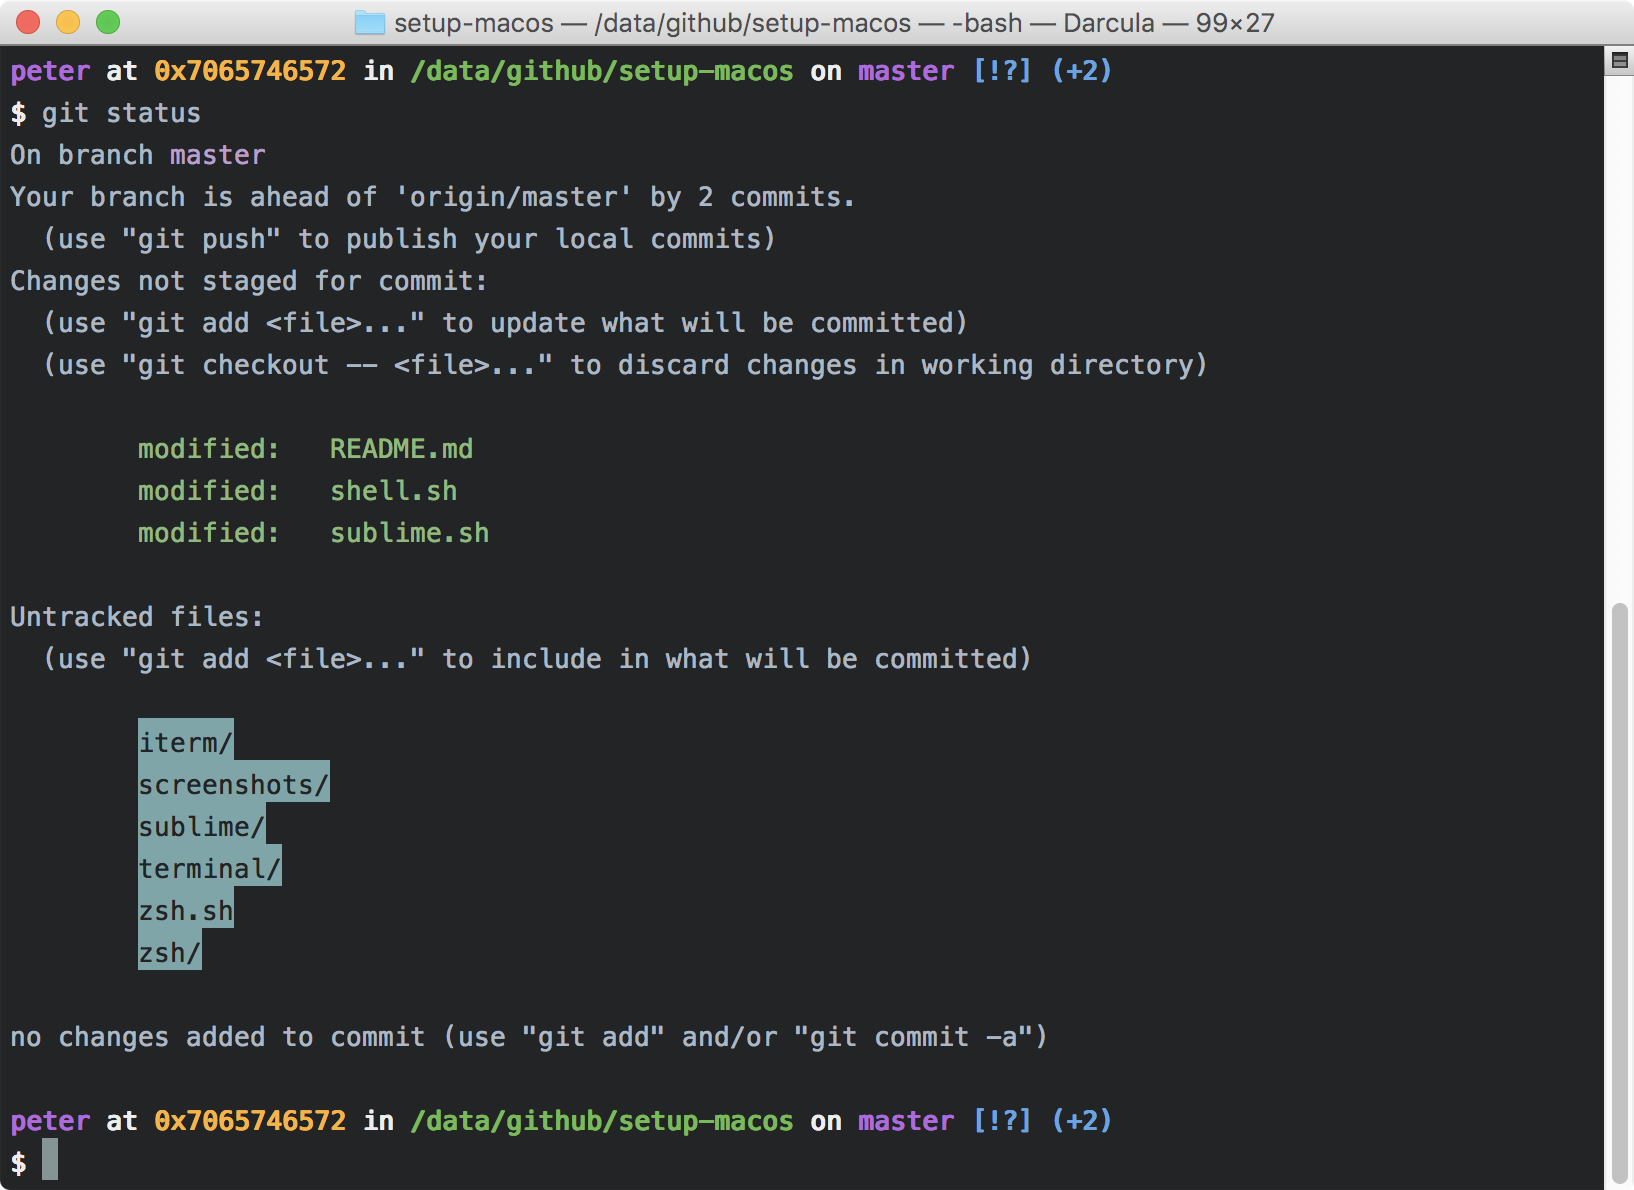 setup-macos — /data/github/setup-macos — -bash — Darcula — 99×27
peter at 0x7065746572 in /data/github/setup-macos on master [!?] (+2)
$ git status
On branch master
Your branch is ahead of 'origin/master' by 2 commits.
  (use "git push" to publish your local commits)
Changes not staged for commit:
  (use "git add <file>..." to update what will be committed)
  (use "git checkout -- <file>..." to discard changes in working directory)
        modified:   README.md
        modified:   shell.sh
        modified:   sublime.sh
Untracked files:
  (use "git add <file>..." to include in what will be committed)
        iterm/
        screenshots/
        sublime/
        terminal/
        zsh.sh
        zsh/
no changes added to commit (use "git add" and/or "git commit -a")
peter at 0x7065746572 in /data/github/setup-macos on master [!?] (+2)
$